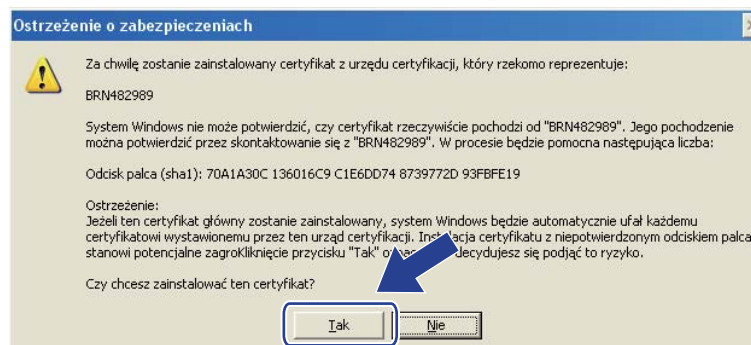 Ostrzeżenie o zabezpieczeniach
Za chwilę zostanie zainstalowany certyfikat z urzędu certyfikacji, który rzekomo reprezentuje:
BRN482989
System Windows nie może potwierdzić, czy certyfikat rzeczywiście pochodzi od "BRN482989". Jego pochodzenie
można potwierdzić przez skontaktowanie się z "BRN482989". W procesie będzie pomocna następująca liczba:
Odcisk palca (sha1): 70A1A30C 136016C9 C1E6DD74 8739772D 93FBFE19
Ostrzeżenie:
Jeżeli ten certyfikat główny zostanie zainstalowany, system Windows będzie automatycznie ufał każdemu
certyfikatowi wystawionemu przez ten urząd certyfikacji. Instalacja certyfikatu z niepotwierdzonym odciskiem palca
stanowi potencjalne zagroKliknięcie przycisku "Tak" decydujesz się podjąć to ryzyko.
Czy chcesz zainstalować ten certyfikat?
Tak Nie